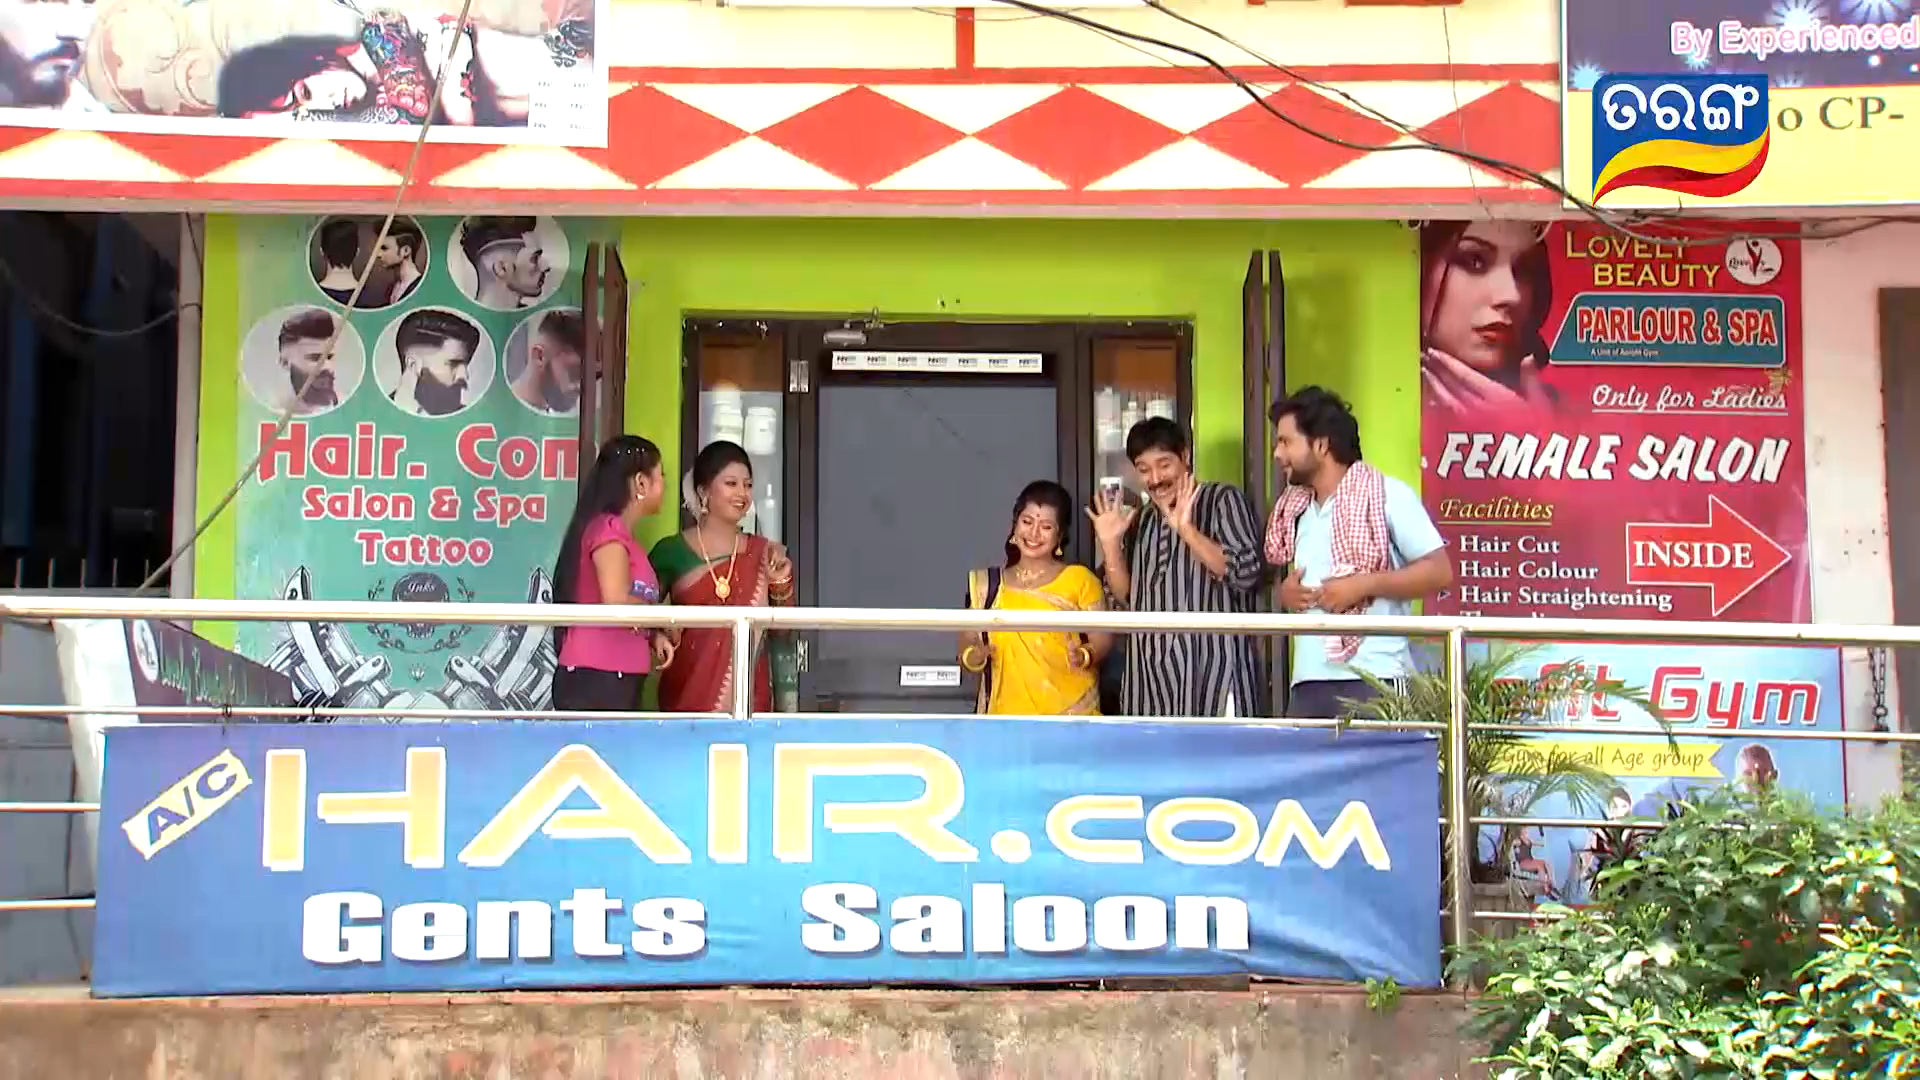 By Experienced
ତରଙ୍ଗ
o CP-
LOVELY
BEAUTY
PARLOUR & SPA
Only for Ladies
FEMALE SALON
Facilities
Hair Cut
Hair Colour
Hair Straightening
INSIDE
Hair. Com
Salon & Spa
Tattoo
Inks
Gym
Gym for all Age group
A/C
HAIR.COM
Gents Saloon